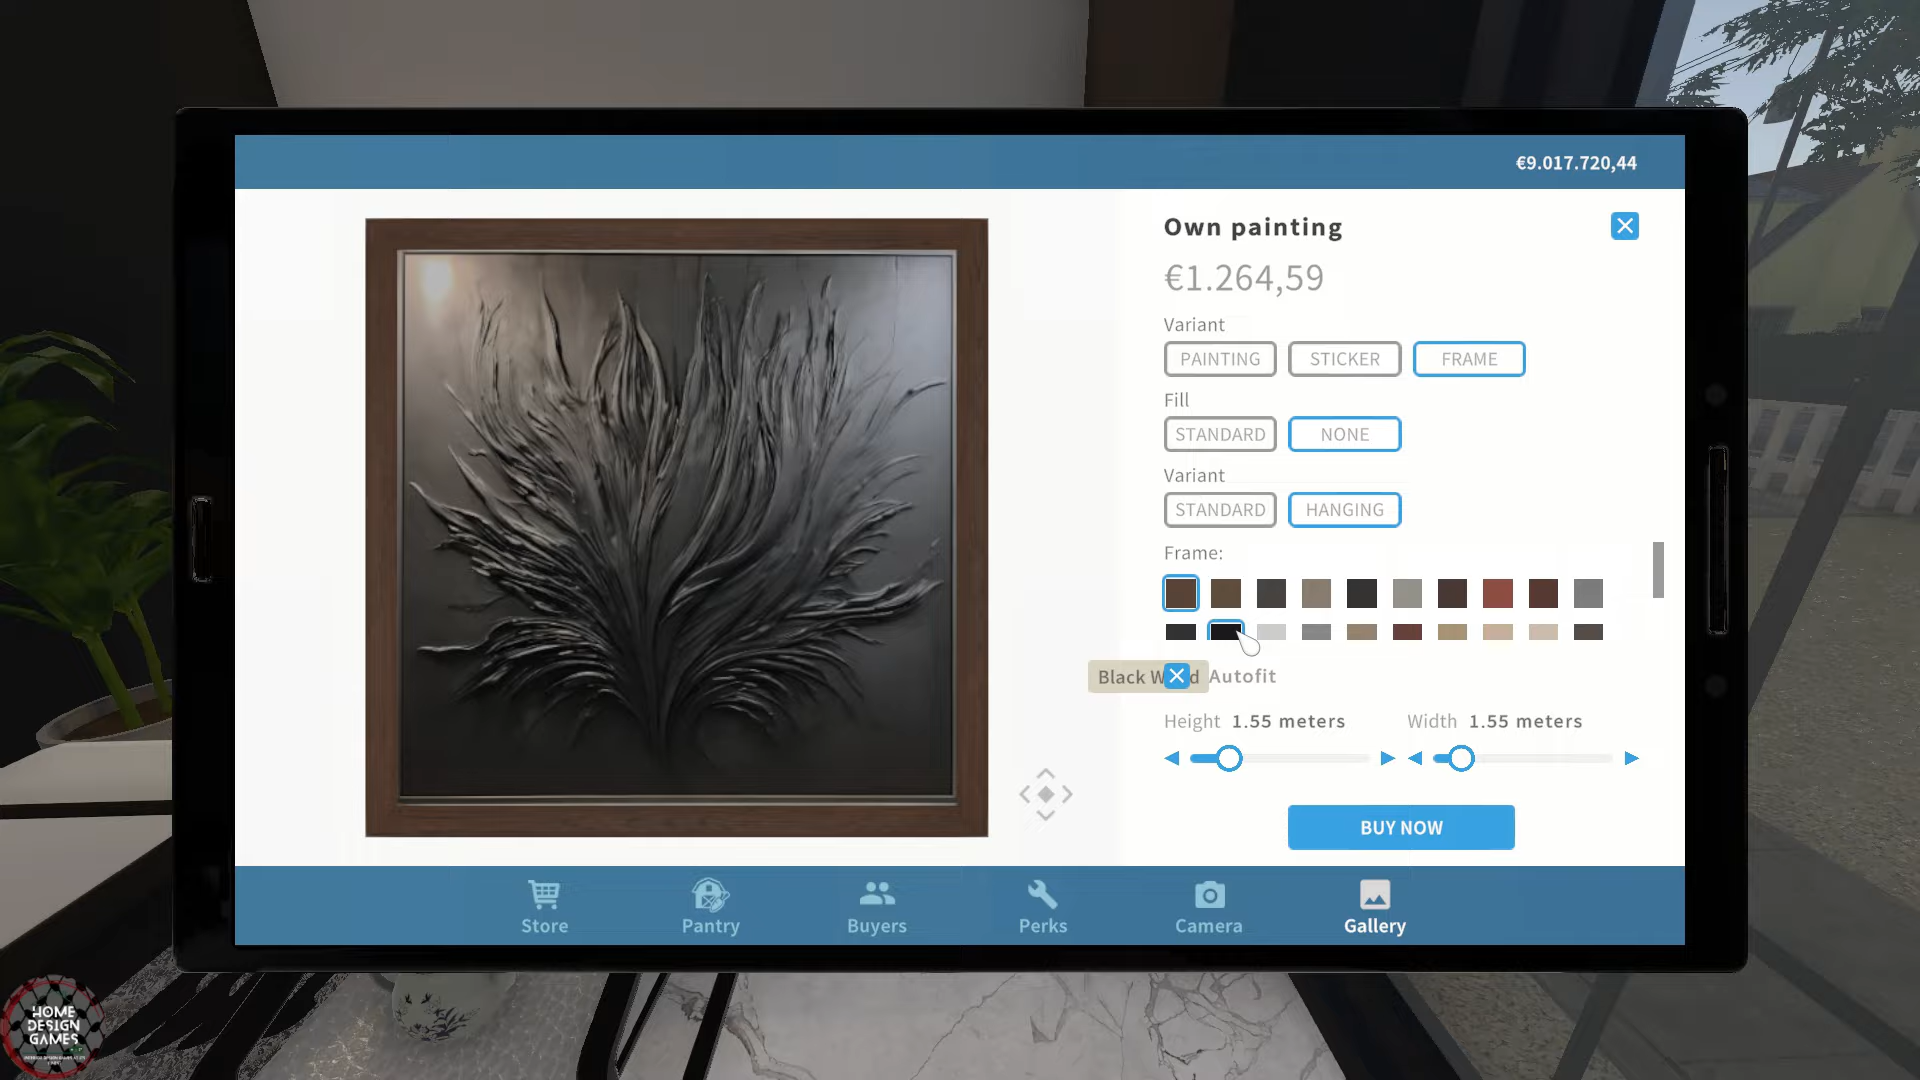 €9.017.720,44
Own painting
€1.264,59
Variant
PAINTING STICKER FRAME
Fill
STANDARD NONE
Variant
STANDARD HANGING
Frame:
Autofit
Height 1.55 meters Width 1.55 meters
BUY NOW
Store Pantry Buyers Perks Camera Gallery
HOME
DESIGN
GAMES